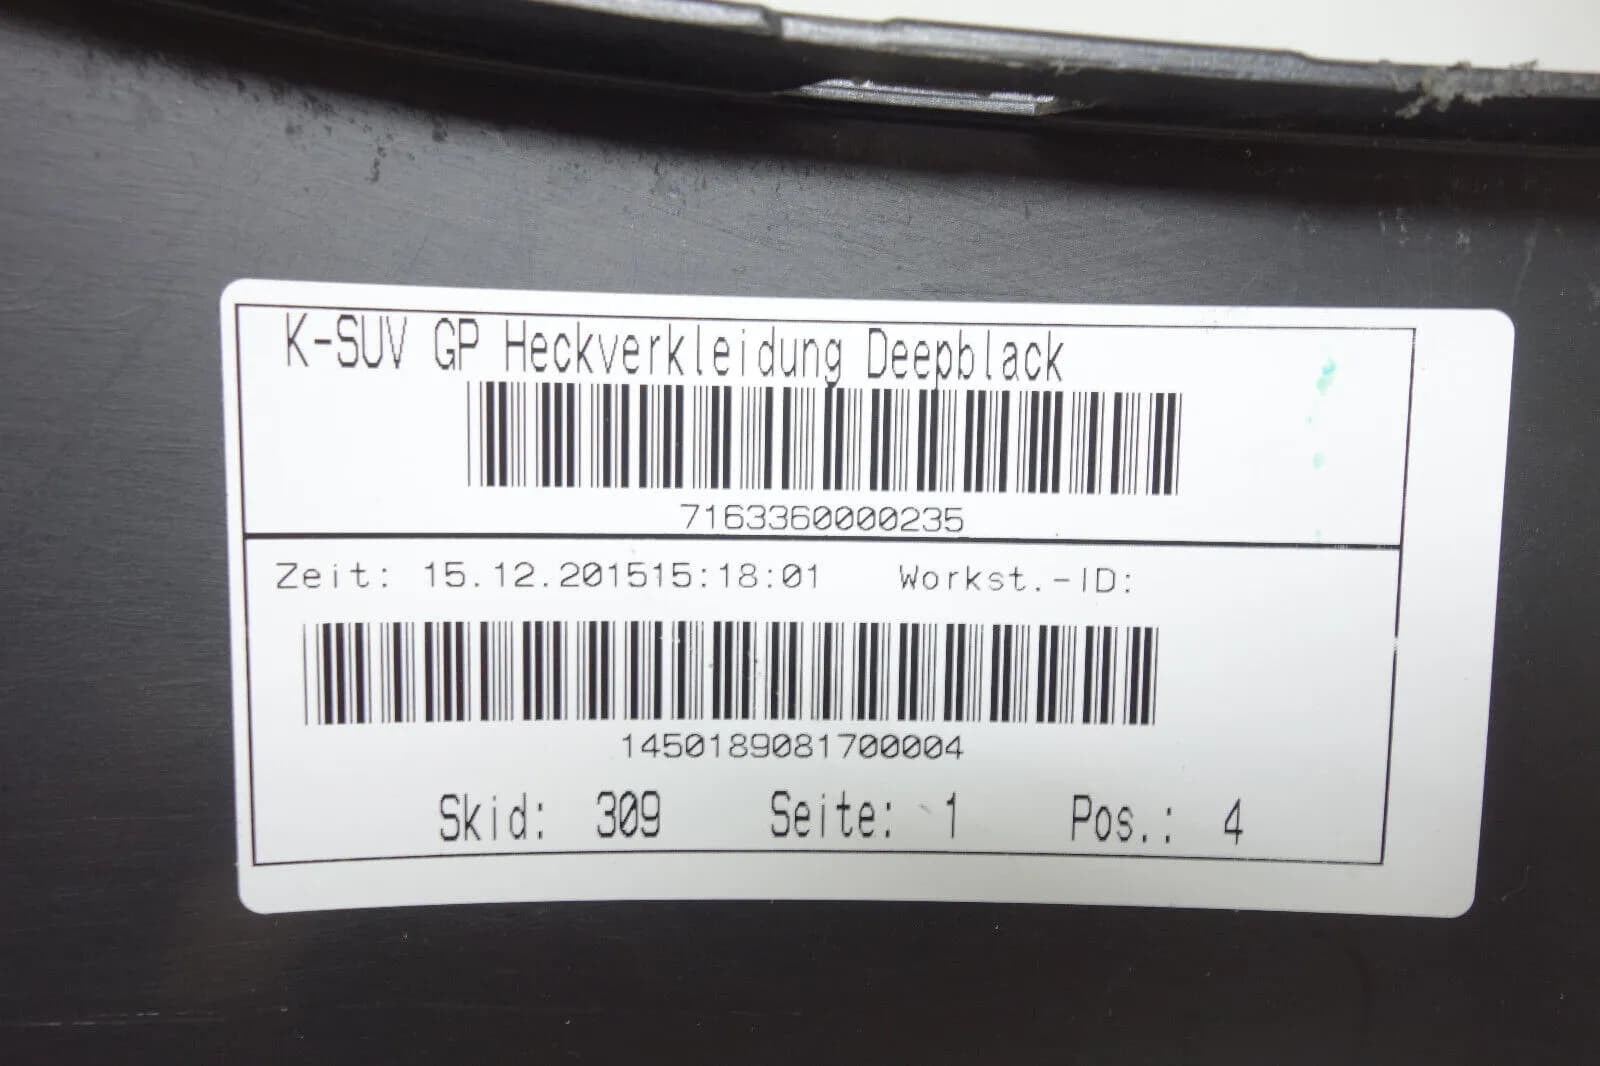 K-SUV GP Heckverkleidung Deepblack
7163360000235
Zeit: 15.12.201515:18:01 Workst.-ID:
1450189081700004
Skid: 309 Seite: 1 Pos.: 4